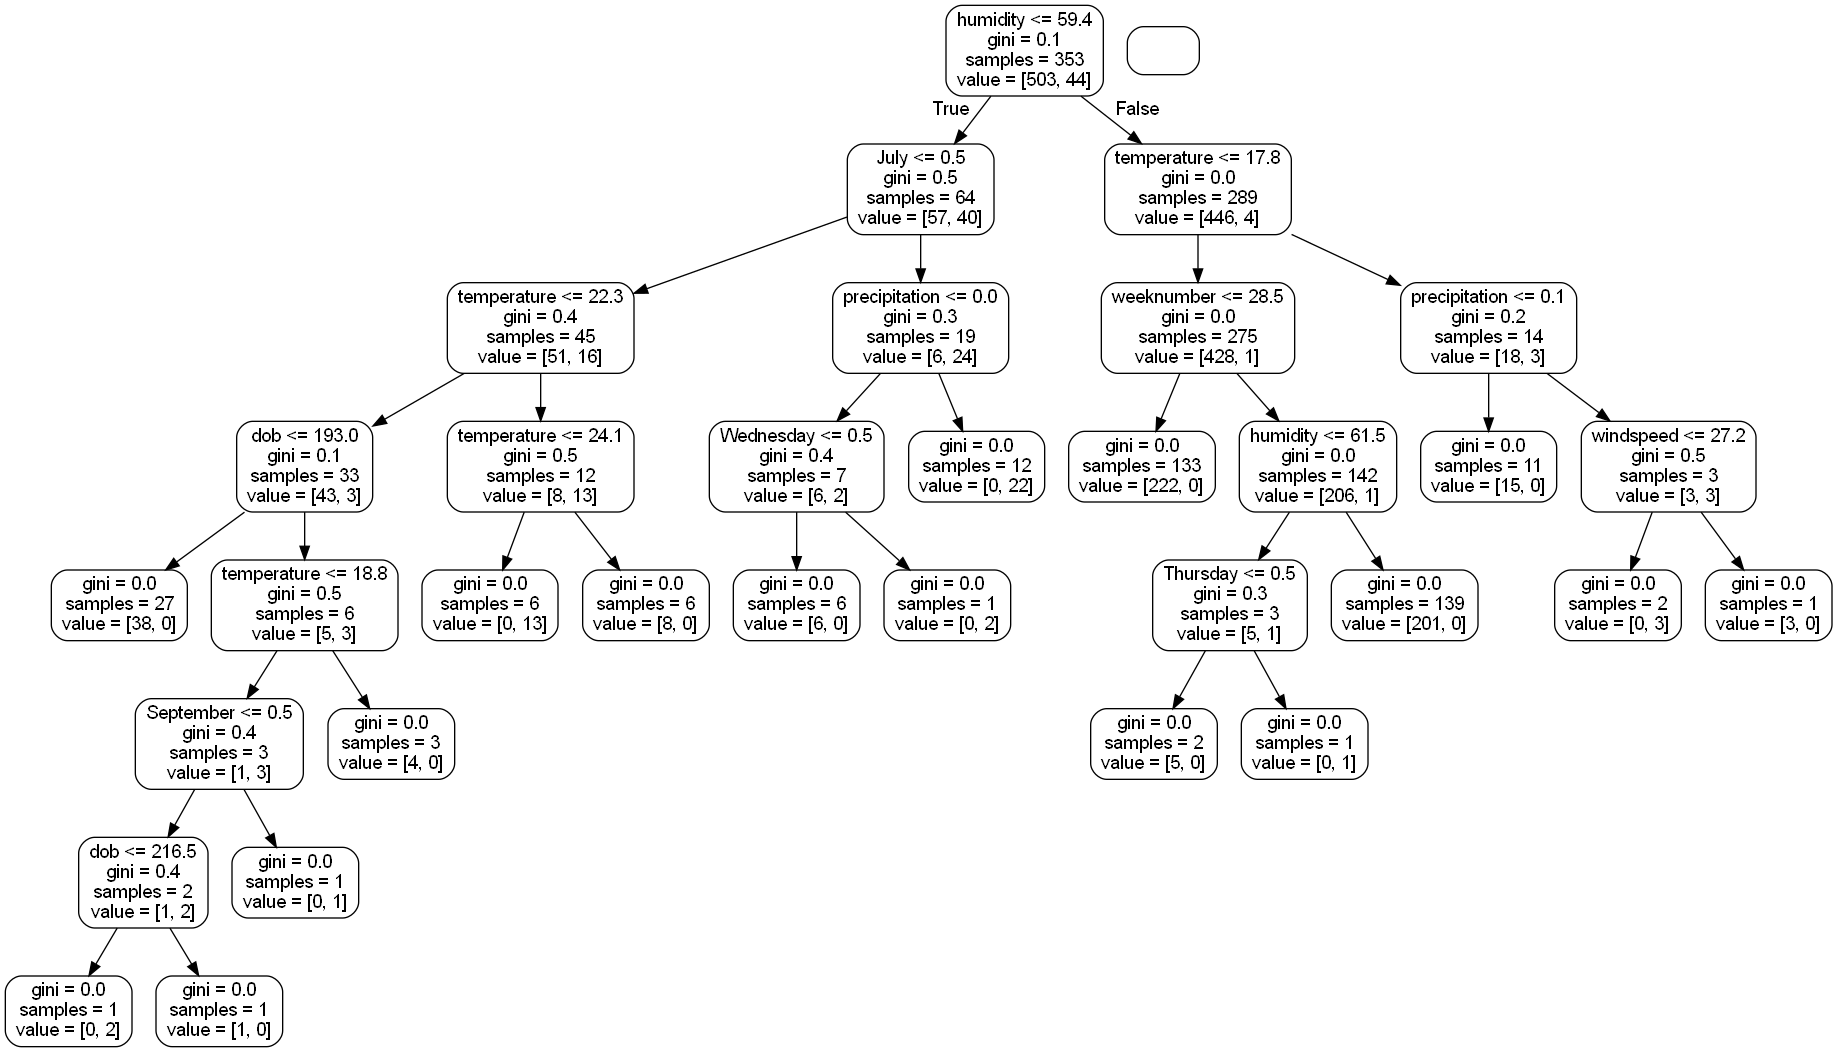 humidity <= 59.4
gini = 0.1
samples = 353
value = [503, 44]
True
False
July <= 0.5
gini = 0.5
samples = 64
value = [57, 40]
temperature <= 17.8
gini = 0.0
samples = 289
value = [446, 4]
temperature <= 22.3
gini = 0.4
samples = 45
value = [51, 16]
precipitation <= 0.0
gini = 0.3
samples = 19
value = [6, 24]
weeknumber <= 28.5
gini = 0.0
samples = 275
value = [428, 1]
precipitation <= 0.1
gini = 0.2
samples = 14
value = [18, 3]
dob <= 193.0
gini = 0.1
samples = 33
value = [43, 3]
temperature <= 24.1
gini = 0.5
samples = 12
value = [8, 13]
Wednesday <= 0.5
gini = 0.4
samples = 7
value = [6, 2]
gini = 0.0
samples = 12
value = [0, 22]
gini = 0.0
samples = 133
value = [222, 0]
humidity <= 61.5
gini = 0.0
samples = 142
value = [206, 1]
gini = 0.0
samples = 11
value = [15, 0]
windspeed <= 27.2
gini = 0.5
samples = 3
value = [3, 3]
gini = 0.0
samples = 27
value = [38, 0]
temperature <= 18.8
gini = 0.5
samples = 6
value = [5, 3]
gini = 0.0
samples = 6
value = [0, 13]
gini = 0.0
samples = 6
value = [8, 0]
gini = 0.0
samples = 6
value = [6, 0]
gini = 0.0
samples = 1
value = [0, 2]
Thursday <= 0.5
gini = 0.3
samples = 3
value = [5, 1]
gini = 0.0
samples = 139
value = [201, 0]
gini = 0.0
samples = 2
value = [0, 3]
gini = 0.0
samples = 1
value = [3, 0]
September <= 0.5
gini = 0.4
samples = 3
value = [1, 3]
gini = 0.0
samples = 3
value = [4, 0]
gini = 0.0
samples = 2
value = [5, 0]
gini = 0.0
samples = 1
value = [0, 1]
dob <= 216.5
gini = 0.4
samples = 2
value = [1, 2]
gini = 0.0
samples = 1
value = [0, 1]
gini = 0.0
samples = 1
value = [0, 2]
gini = 0.0
samples = 1
value = [1, 0]